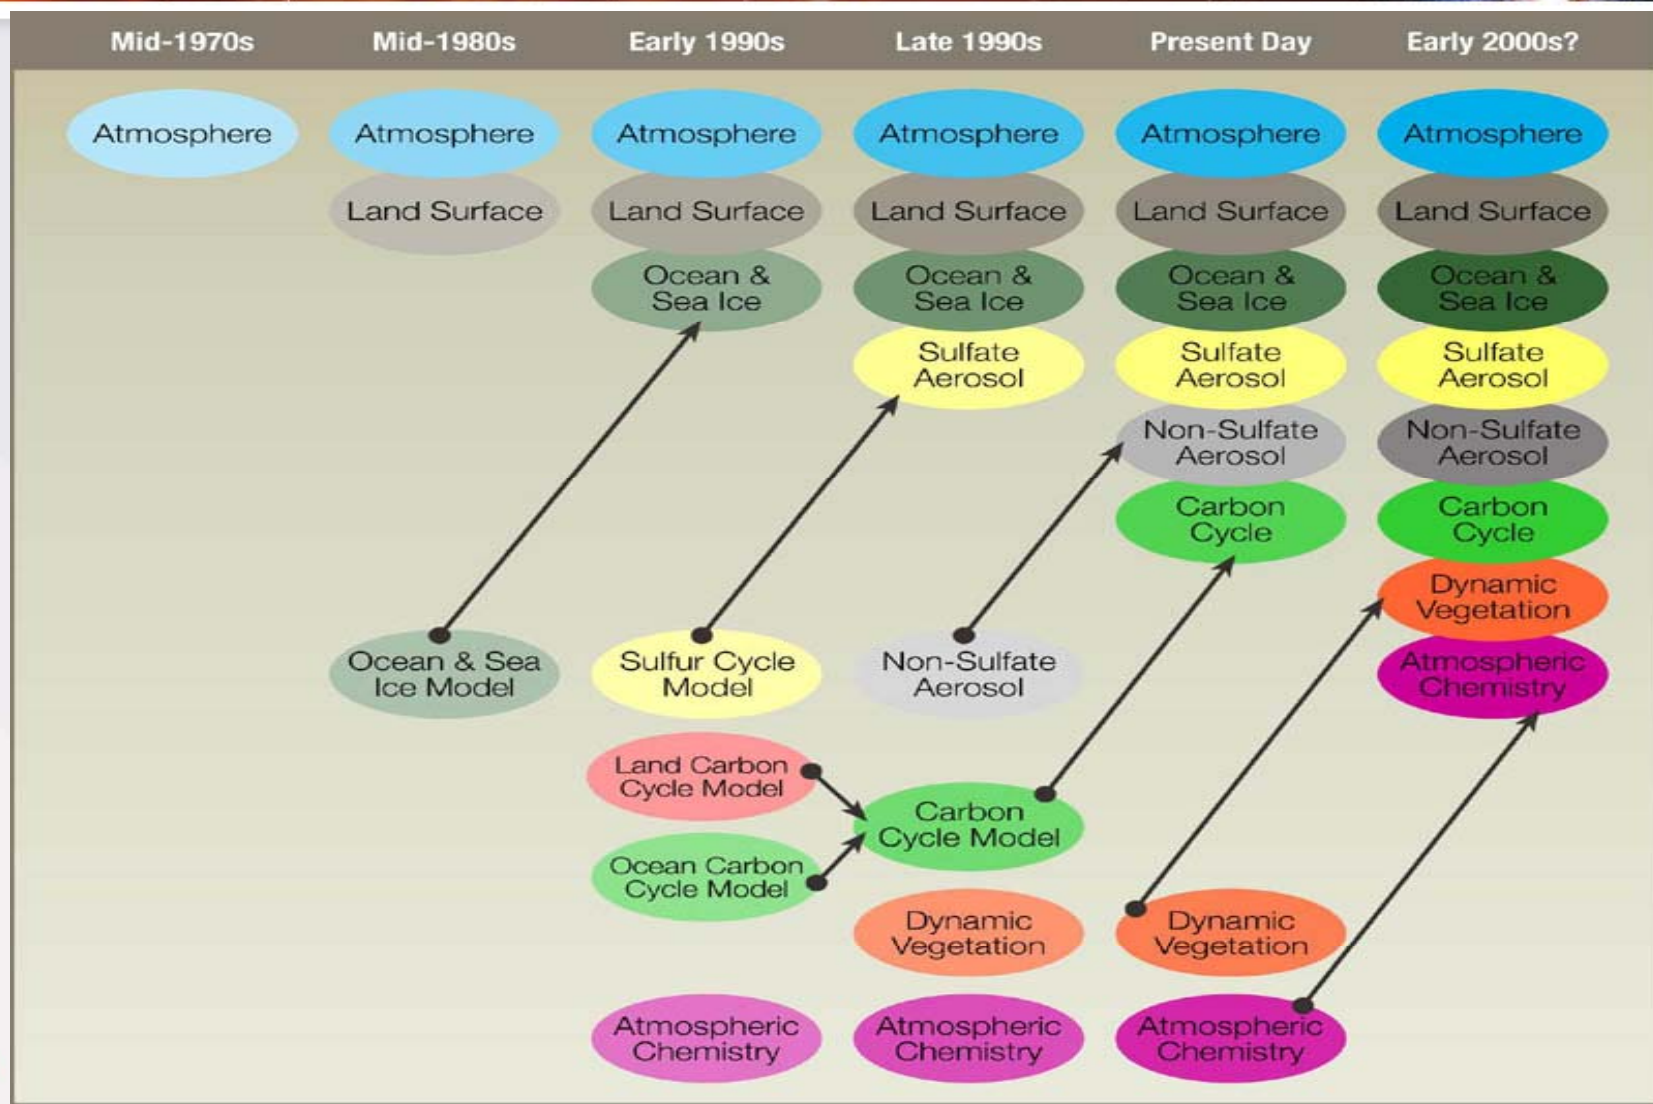 Mid-1970s
Mid-1980s
Early 1990s
Late 1990s
Present Day
Early 2000s?
Atmosphere
Atmosphere
Atmosphere
Atmosphere
Atmosphere
Atmosphere
Land Surface
Land Surface
Land Surface
Land Surface
Land Surface
Ocean &
Sea Ice
Ocean &
Sea Ice
Ocean &
Sea Ice
Ocean &
Sea Ice
Sulfate
Aerosol
Sulfate
Aerosol
Sulfate
Aerosol
Non-Sulfate
Aerosol
Non-Sulfate
Aerosol
Carbon
Cycle
Carbon
Cycle
Dynamic
Vegetation
Ocean & Sea
Ice Model
Sulfur Cycle
Model
Non-Sulfate
Aerosol
Atmospheric
Chemistry
Land Carbon
Cycle Model
Carbon
Cycle Model
Ocean Carbon
Cycle Model
Dynamic
Vegetation
Dynamic
Vegetation
Atmospheric
Chemistry
Atmospheric
Chemistry
Atmospheric
Chemistry